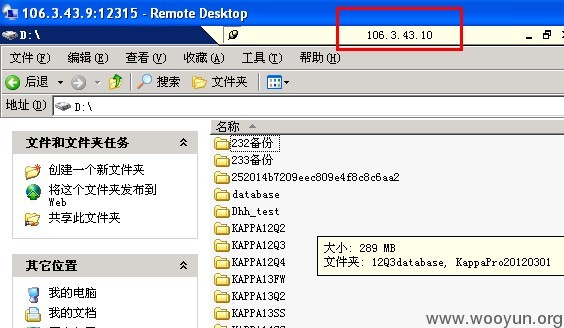 106.3.43.9:12315 - Remote Desktop
D:\
106.3.43.10
文件(F) 编辑(E) 查看(V) 收藏(A) 工具(T) 帮助(H)
后退 搜索 文件夹
地址(D) D:\
文件和文件夹任务
创建一个新文件夹
将这个文件夹发布到
Web
共享此文件夹
其它位置
我的电脑
我的文档
名称
232备份
233备份
252014b7209eec809e4f8c8c6aa2
database
Dhh_test
KAPPA12Q2
KAPPA12Q3
KAPPA12Q4
KAPPA13FW
KAPPA13Q2
KAPPA13SS
大小: 289 MB
文件夹: 12Q3database, KappaPro20120301
www.wooyun.org